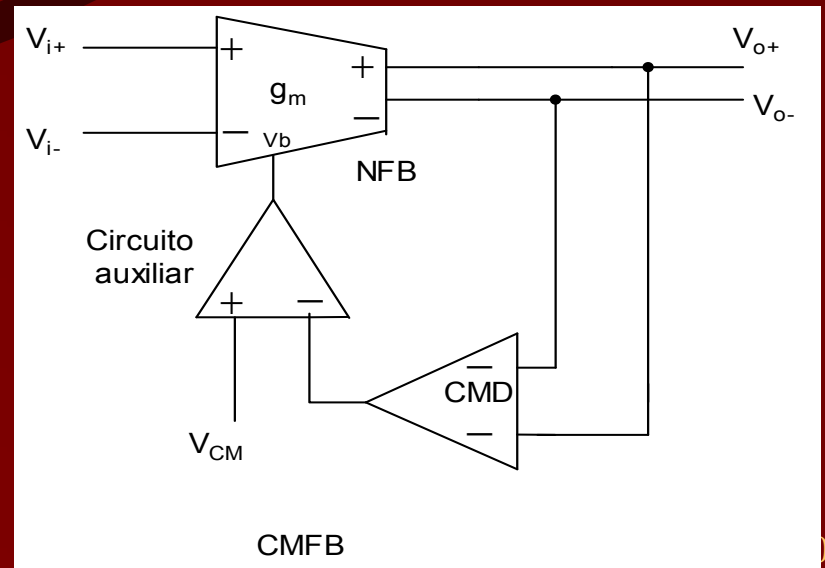 Vi+
Vo+
+
+
gm
Vo-
Vi-
−
−
Vb
NFB
Circuito
auxiliar
+
−
−
CMD
−
VCM
CMFB